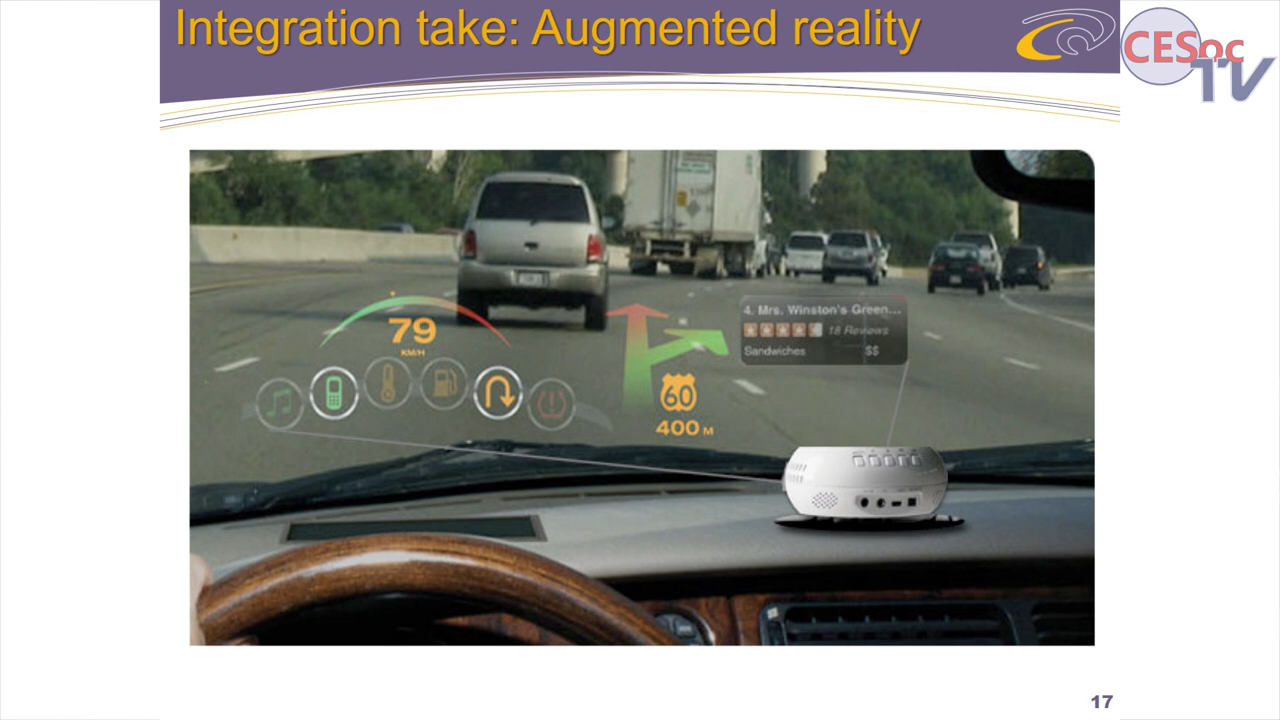 Integration take: Augmented reality
CESoc
TV
79
KM/H
4. Mrs. Winston's Green...
18 Reviews
Sandwiches $$
60
400 M
17